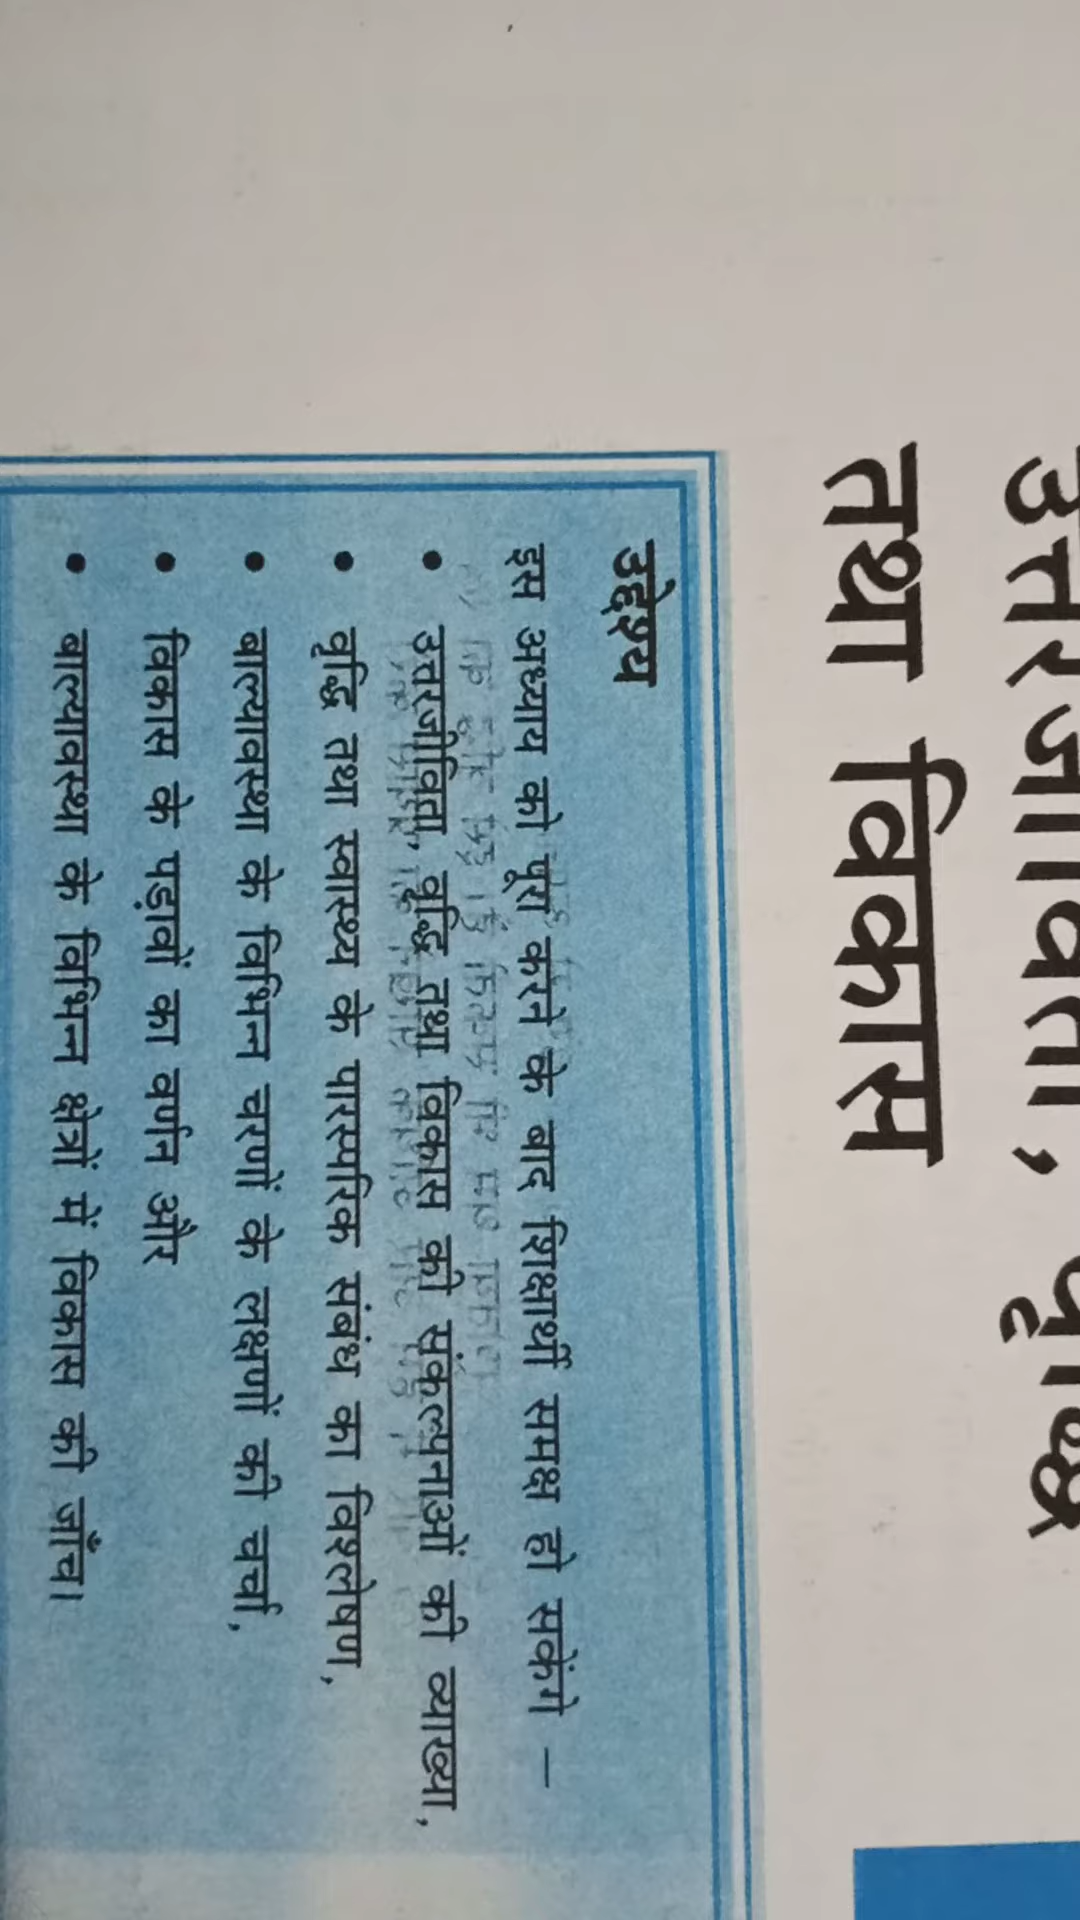 उत्तरजीविता, वृद्धि
तथा विकास
उद्देश्य
इस अध्याय को पूरा करने के बाद शिक्षार्थी समक्ष हो सकेंगे –
• उत्तरजीविता, वृद्धि तथा विकास की संकल्पनाओं की व्याख्या,
• वृद्धि तथा स्वास्थ्य के पारस्परिक संबंध का विश्लेषण,
• बाल्यावस्था के विभिन्न चरणों के लक्षणों की चर्चा,
• विकास के पड़ावों का वर्णन और
• बाल्यावस्था के विभिन्न क्षेत्रों में विकास की जाँच।